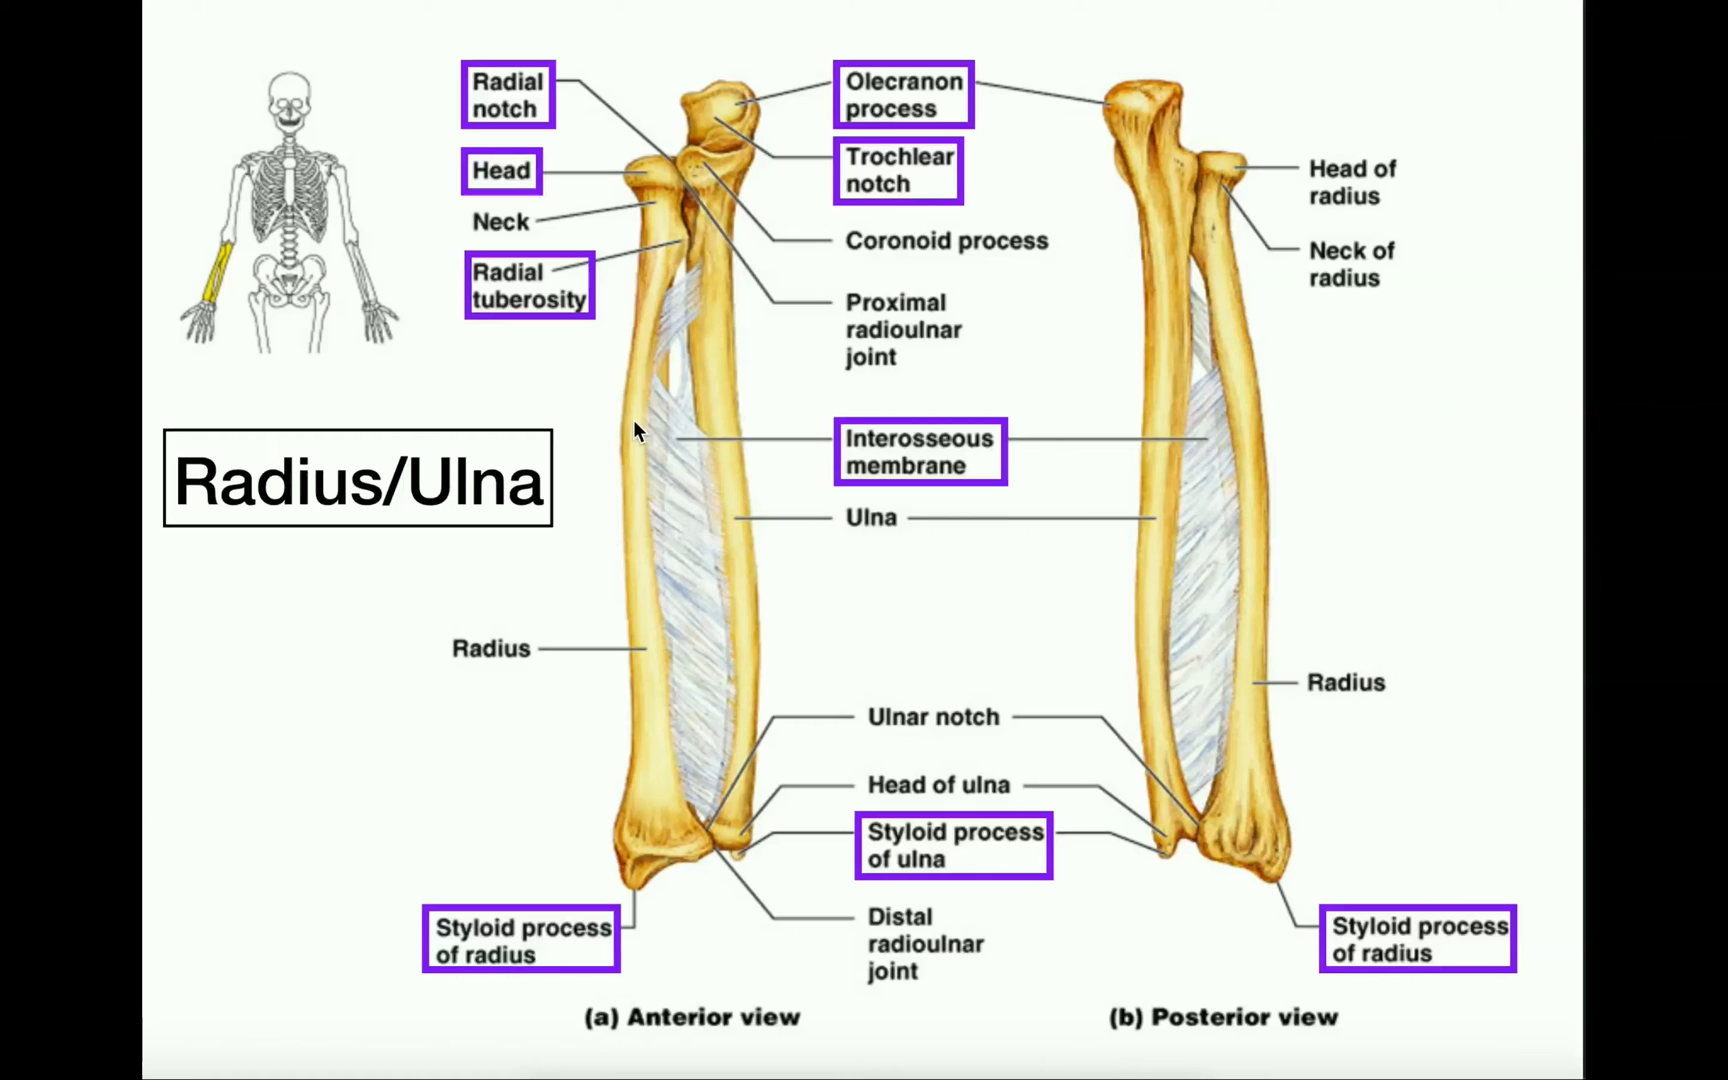 Radial
notch
Head
Neck
Radial
tuberosity
Olecranon
process
Trochlear
notch
Coronoid process
Proximal
radioulnar
joint
Head of
radius
Neck of
radius
Interosseous
membrane
Radius/Ulna
Ulna
Radius
Radius
Ulnar notch
Head of ulna
Styloid process
of ulna
Styloid process
of radius
Distal
radioulnar
joint
Styloid process
of radius
(a) Anterior view
(b) Posterior view